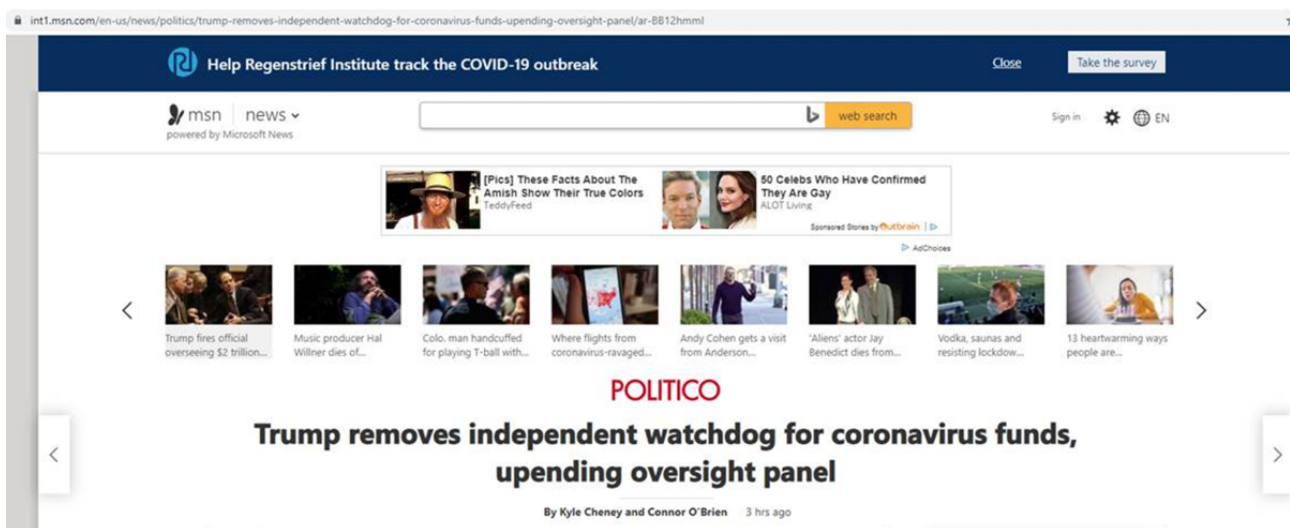 int1.msn.com/en-us/news/politics/trump-removes-independent-watchdog-for-coronavirus-funds-upending-oversight-panel/ar-BB12hmml
Help Regenstrief Institute track the COVID-19 outbreak
Close
Take the survey
msn
news
powered by Microsoft News
web search
Sign in
EN
[Pics] These Facts About The
Amish Show Their True Colors
TeddyFeed
50 Celebs Who Have Confirmed
They Are Gay
ALOT Living
Sponsored Stories by Outbrain
AdChoices
Trump fires official
overseeing $2 trillion...
Music producer Hal
Willner dies of...
Colo. man handcuffed
for playing T-ball with...
Where flights from
coronavirus-ravaged...
Andy Cohen gets a visit
from Anderson...
'Aliens' actor Jay
Benedict dies from...
Vodka, saunas and
resisting lockdow...
13 heartwarming ways
people are...
POLITICO
Trump removes independent watchdog for coronavirus funds,
upending oversight panel
By Kyle Cheney and Connor O'Brien 3 hrs ago